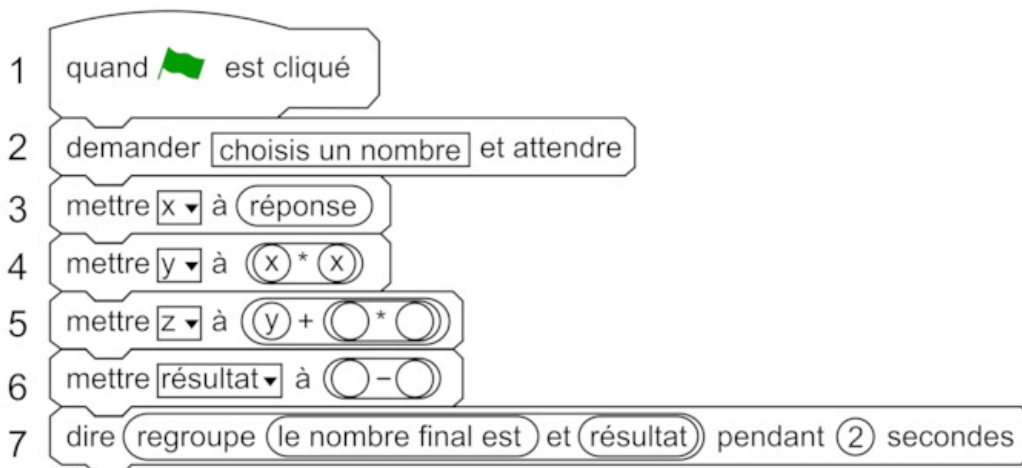 1 quand est cliqué
2 demander choisis un nombre et attendre
3 mettre x à réponse
4 mettre y à x * x
5 mettre z à y + *
6 mettre résultat à -
7 dire regroupe le nombre final est et résultat pendant 2 secondes